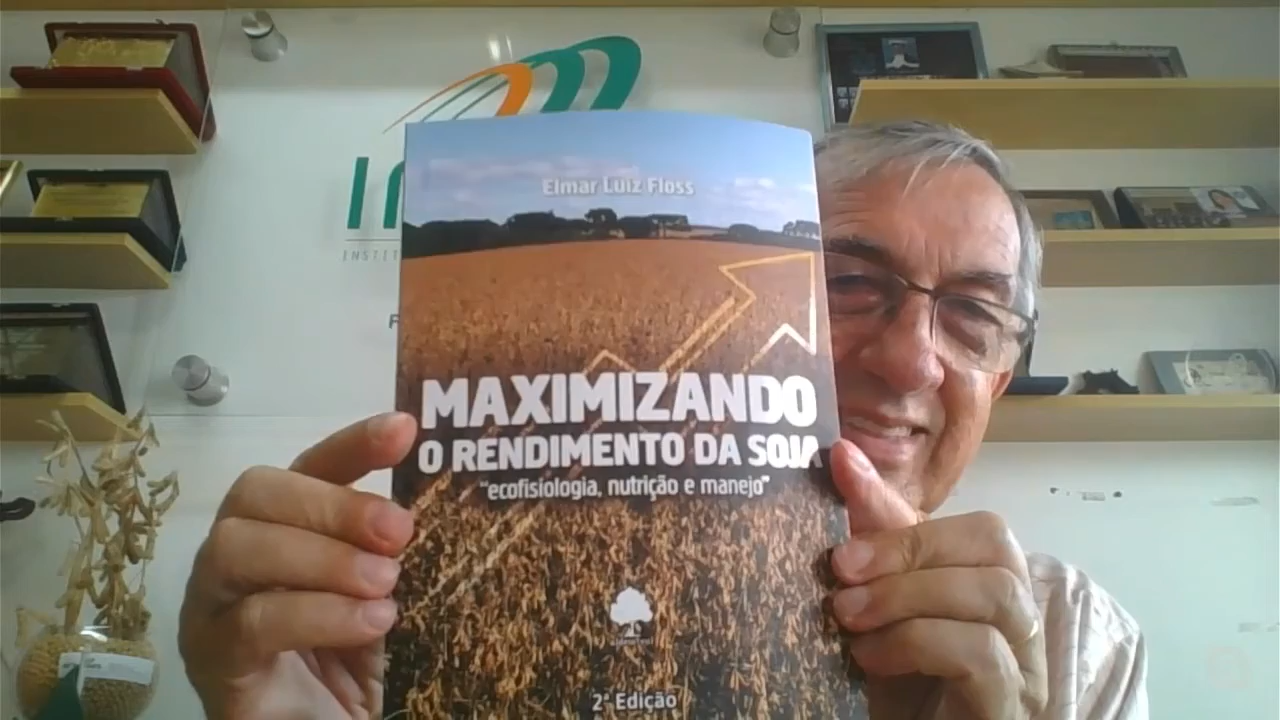 Elmar Luiz Floss
MAXIMIZANDO
O RENDIMENTO DA SOJA
"ecofisiologia, nutrição e manejo"
2ª Edição